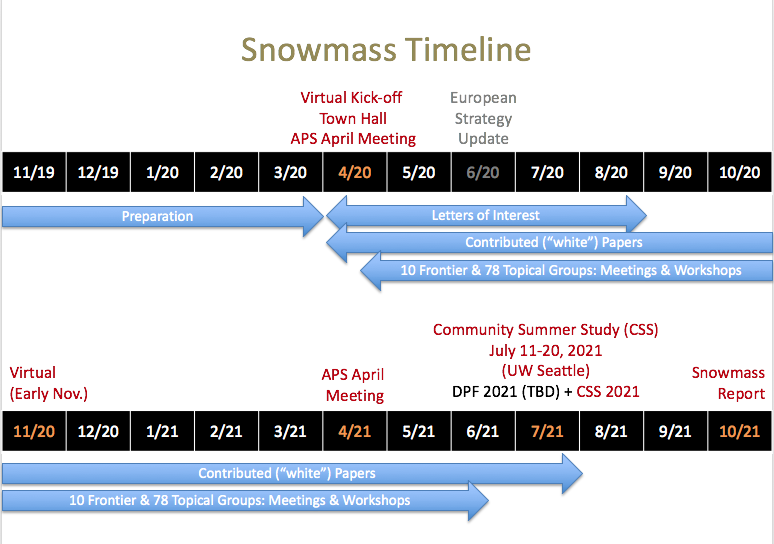 Snowmass Timeline
Virtual Kick-off
Town Hall
APS April Meeting
European
Strategy
Update
11/19 12/19 1/20 2/20 3/20 4/20 5/20 6/20 7/20 8/20 9/20 10/20
Preparation
Letters of Interest
Contributed (“white”) Papers
10 Frontier & 78 Topical Groups: Meetings & Workshops
Virtual
(Early Nov.)
APS April
Meeting
Community Summer Study (CSS)
July 11-20, 2021
(UW Seattle)
DPF 2021 (TBD) + CSS 2021
Snowmass
Report
11/20 12/20 1/21 2/21 3/21 4/21 5/21 6/21 7/21 8/21 9/21 10/21
Contributed (“white”) Papers
10 Frontier & 78 Topical Groups: Meetings & Workshops